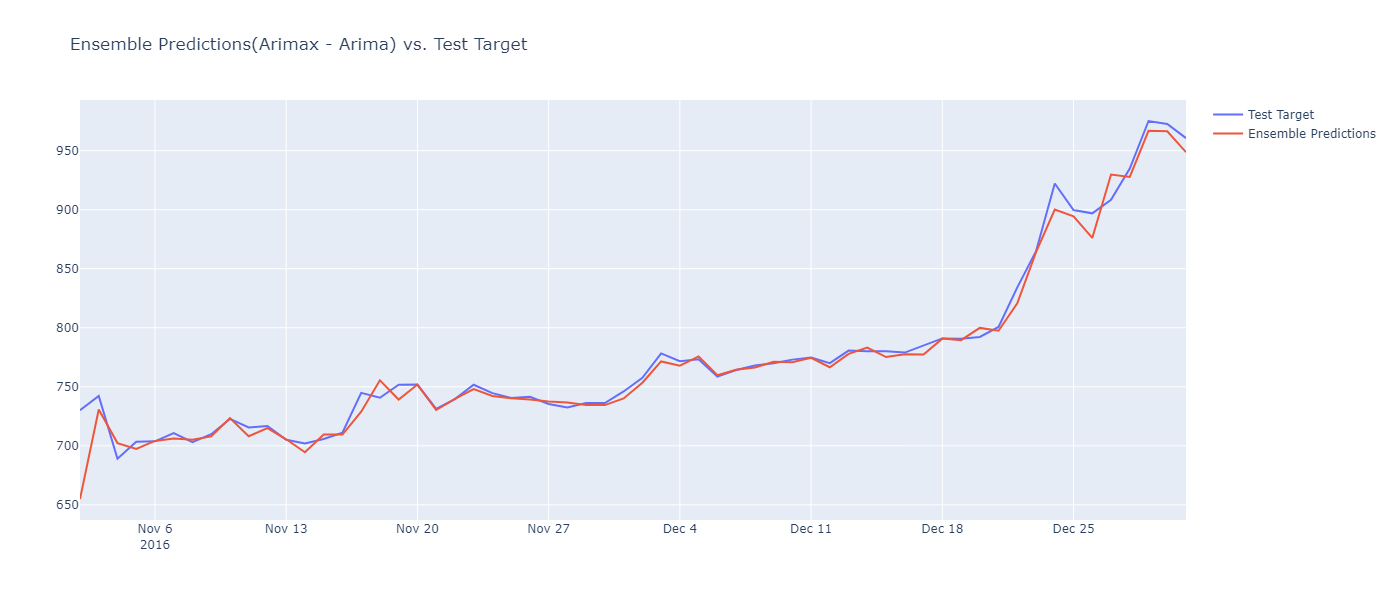 Ensemble Predictions(Arimax - Arima) vs. Test Target
Test Target
Ensemble Predictions
950
900
850
800
750
700
650
Nov 6 Nov 13 Nov 20 Nov 27 Dec 4 Dec 11 Dec 18 Dec 25
2016